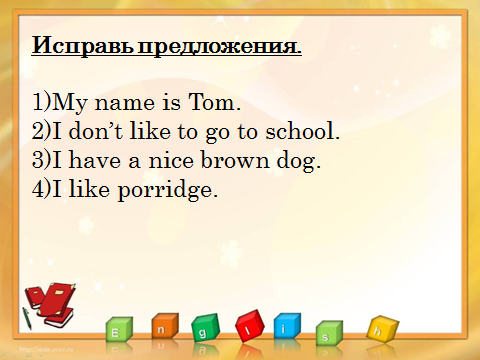 Исправь предложения.
1)My name is Tom.
2)I don't like to go to school.
3)I have a nice brown dog.
4)I like porridge.
E n g l i s h